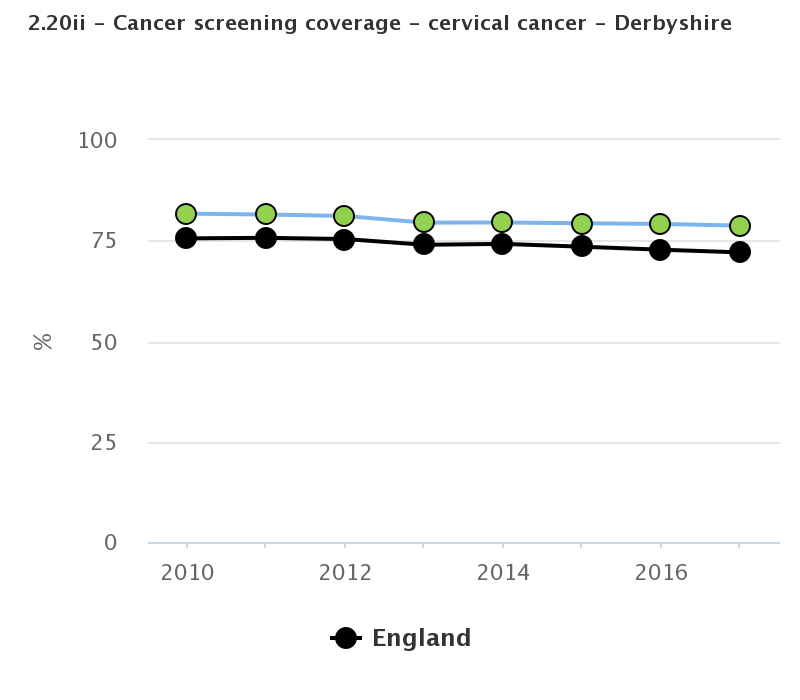 2.20ii – Cancer screening coverage – cervical cancer – Derbyshire
100
75
50
25
0
%
2010 2012 2014 2016
England